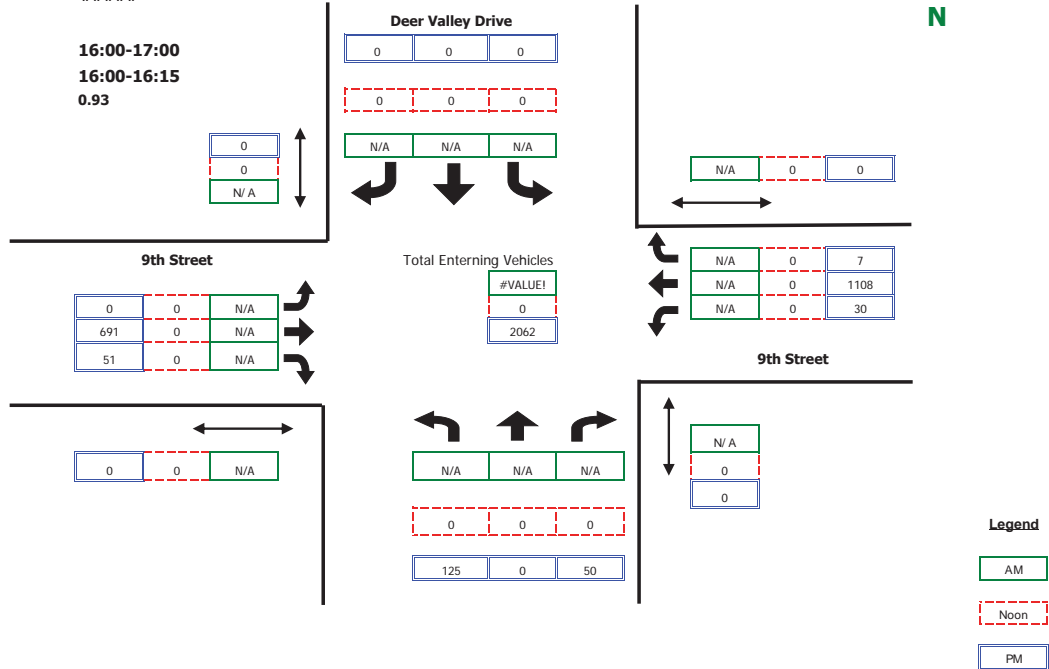 Deer Valley Drive
N
16:00-17:00
16:00-16:15
0.93
0 0 0
0 0 0
N/A N/A N/A
0
0
N/ A
N/A 0 0
9th Street
Total Enterning Vehicles
#VALUE!
0
2062
N/A 0 7
N/A 0 1108
N/A 0 30
0 0 N/A
691 0 N/A
51 0 N/A
9th Street
0 0 N/A
N/A N/A N/A
0 0 0
125 0 50
N/ A
0
0
Legend
AM
Noon
PM